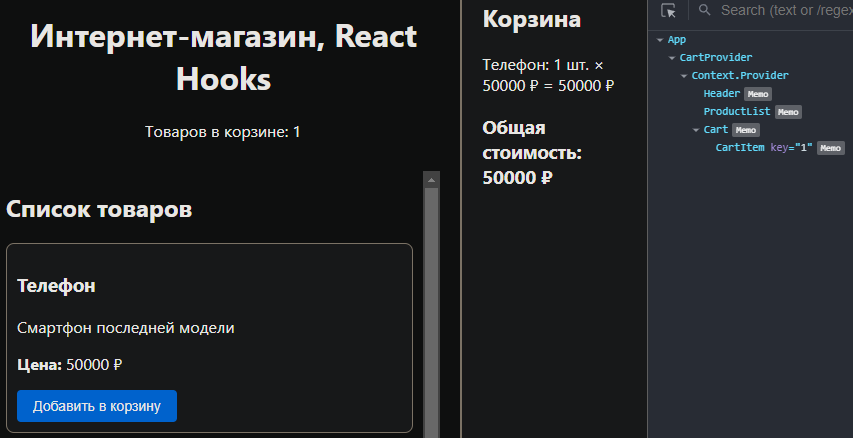 Интернет-магазин, React
Hooks
Товаров в корзине: 1
Список товаров
Телефон
Смартфон последней модели
Цена: 50000 ₽
Добавить в корзину
Корзина
Телефон: 1 шт. ×
50000 ₽ = 50000 ₽
Общая
стоимость:
50000 ₽
Search (text or /regex
App
CartProvider
Context.Provider
Header Memo
ProductList Memo
Cart Memo
CartItem key="1" Memo